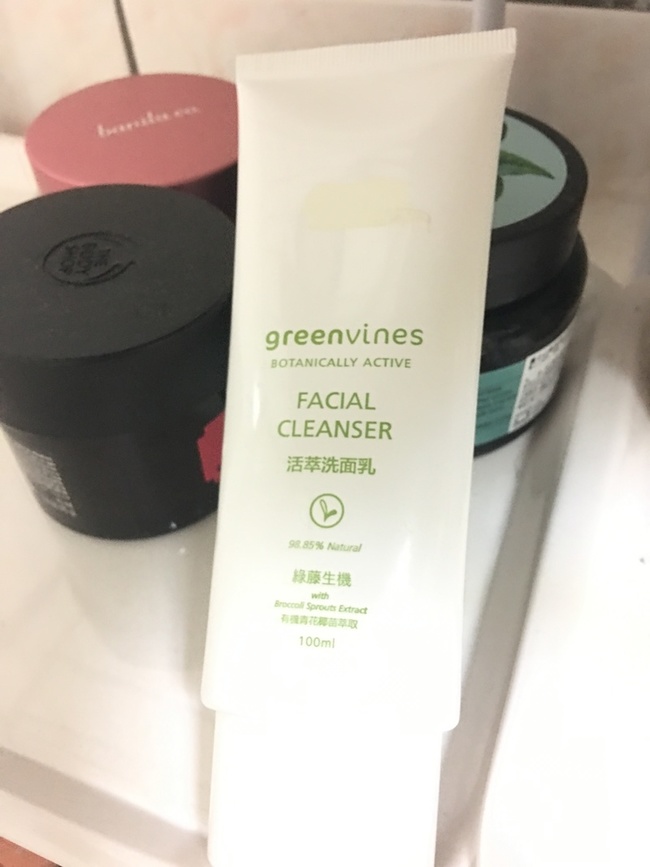 banila co
greenvines
BOTANICALLY ACTIVE
FACIAL
CLEANSER
活萃洗面乳
98.85% Natural
綠藤生機
with
Broccoli Sprouts Extract
有機青花椰苗萃取
100ml